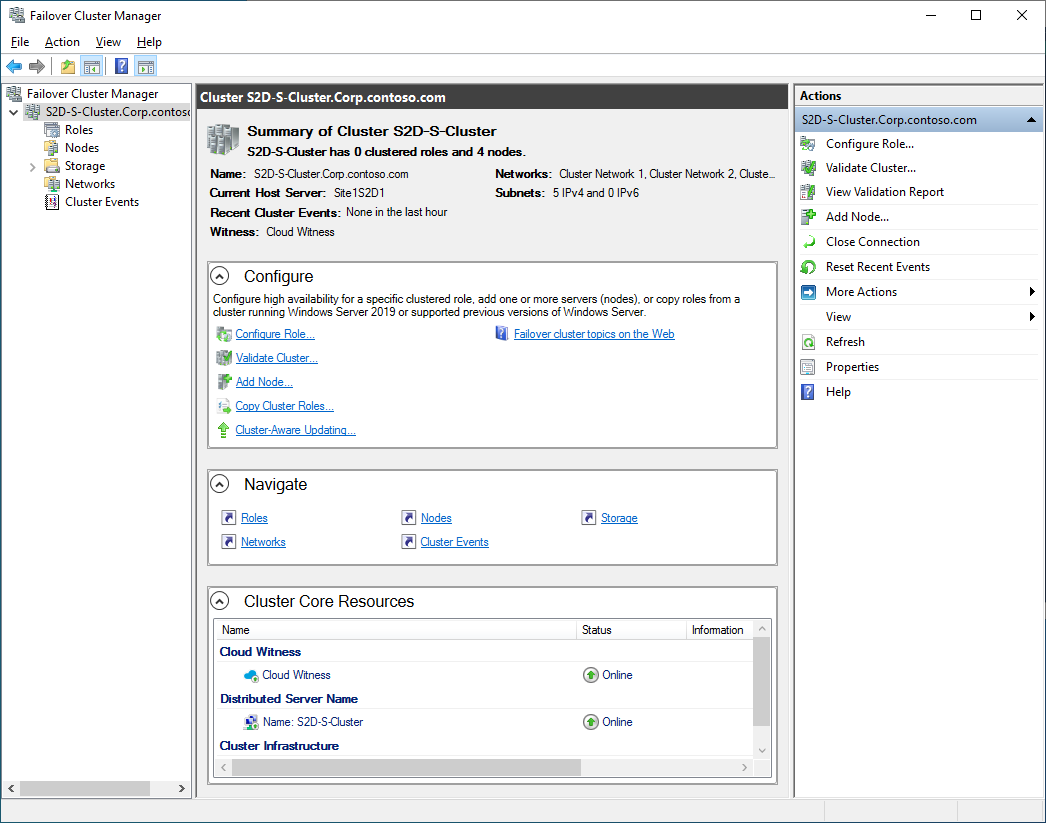 Failover Cluster Manager
File Action View Help
Failover Cluster Manager
S2D-S-Cluster.Corp.contoso
Roles
Nodes
Storage
Networks
Cluster Events
Cluster S2D-S-Cluster.Corp.contoso.com
Summary of Cluster S2D-S-Cluster
S2D-S-Cluster has 0 clustered roles and 4 nodes.
Name: S2D-S-Cluster.Corp.contoso.com
Networks: Cluster Network 1, Cluster Network 2, Cluste...
Current Host Server: Site1S2D1
Subnets: 5 IPv4 and 0 IPv6
Recent Cluster Events: None in the last hour
Witness: Cloud Witness
Configure
Configure high availability for a specific clustered role, add one or more servers (nodes), or copy roles from a
cluster running Windows Server 2019 or supported previous versions of Windows Server.
Configure Role...
Failover cluster topics on the Web
Validate Cluster...
Add Node...
Copy Cluster Roles...
Cluster-Aware Updating...
Navigate
Roles Nodes Storage
Networks Cluster Events
Cluster Core Resources
Name Status Information
Cloud Witness
Cloud Witness Online
Distributed Server Name
Name: S2D-S-Cluster Online
Cluster Infrastructure
Actions
S2D-S-Cluster.Corp.contoso.com
Configure Role...
Validate Cluster...
View Validation Report
Add Node...
Close Connection
Reset Recent Events
More Actions
View
Refresh
Properties
Help